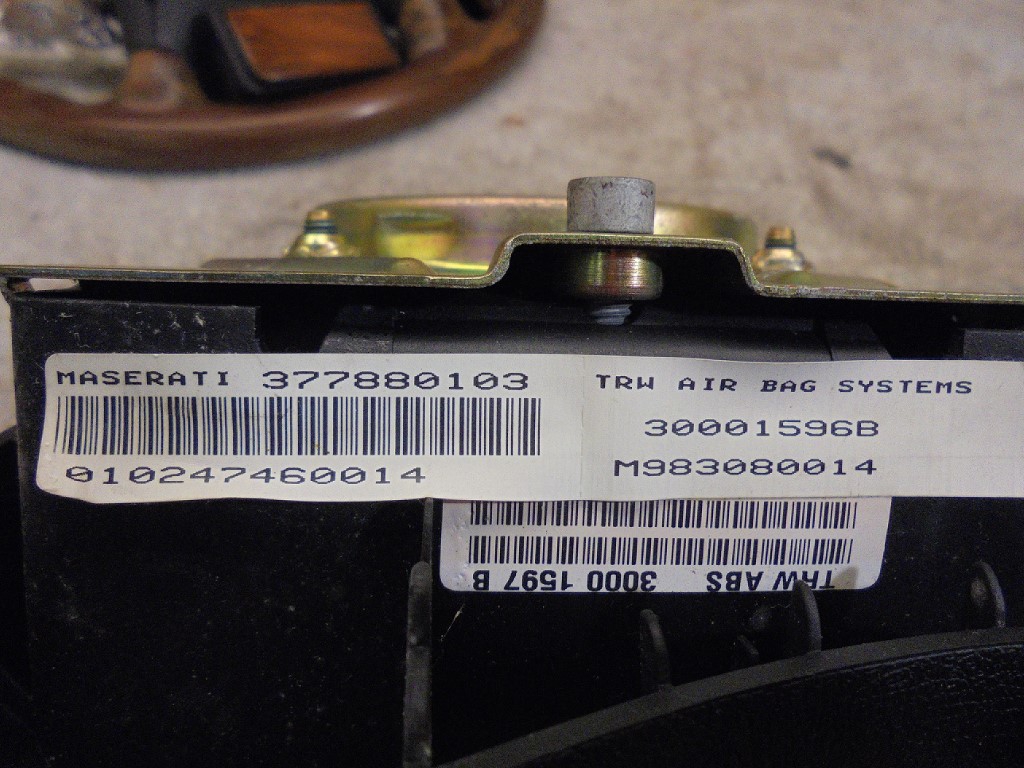 MASERATI 377880103
010247460014
TRW AIR BAG SYSTEMS
30001596B
M983080014
TRW ABS 3000 1597 B